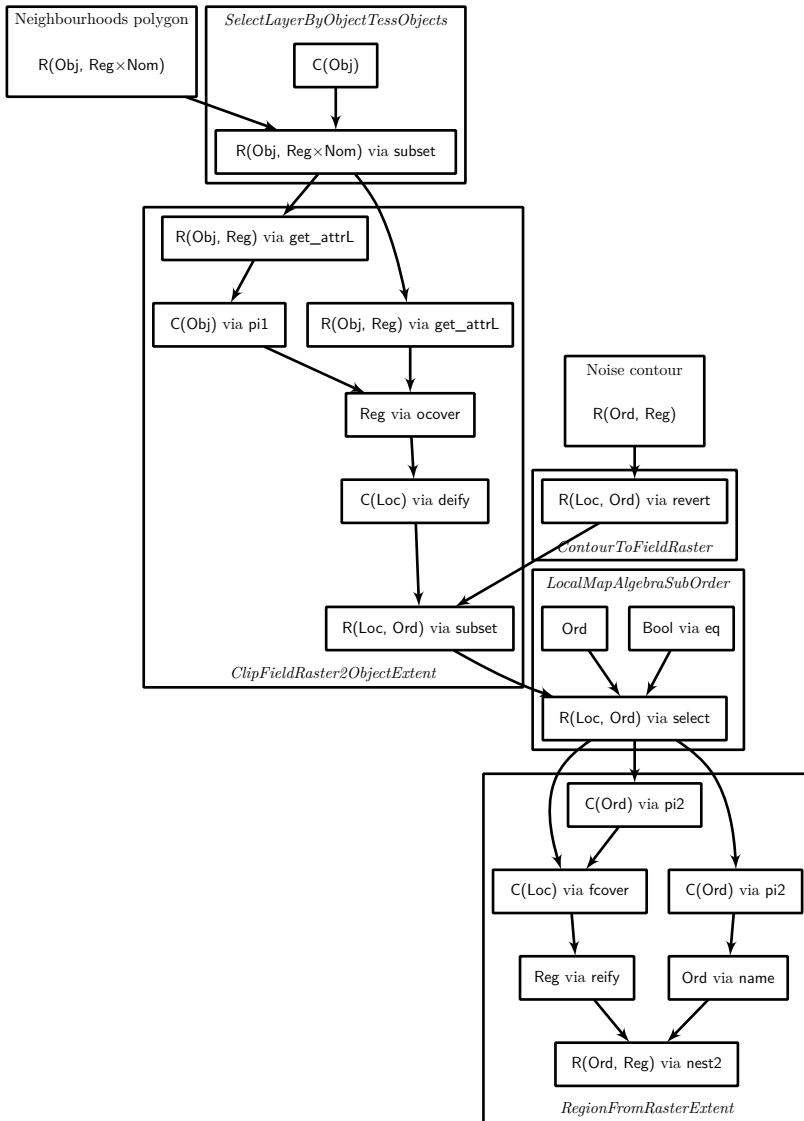 Neighbourhoods polygon
R(Obj, Reg×Nom)
SelectLayerByObjectTessObjects
C(Obj)
R(Obj, Reg×Nom) via subset
R(Obj, Reg) via get_attrL
C(Obj) via pi1
R(Obj, Reg) via get_attrL
Reg via ocover
C(Loc) via deify
R(Loc, Ord) via subset
ClipFieldRaster2ObjectExtent
Noise contour
R(Ord, Reg)
R(Loc, Ord) via revert
ContourToFieldRaster
LocalMapAlgebraSubOrder
Ord
Bool via eq
R(Loc, Ord) via select
C(Ord) via pi2
C(Loc) via fcover
C(Ord) via pi2
Reg via reify
Ord via name
R(Ord, Reg) via nest2
RegionFromRasterExtent